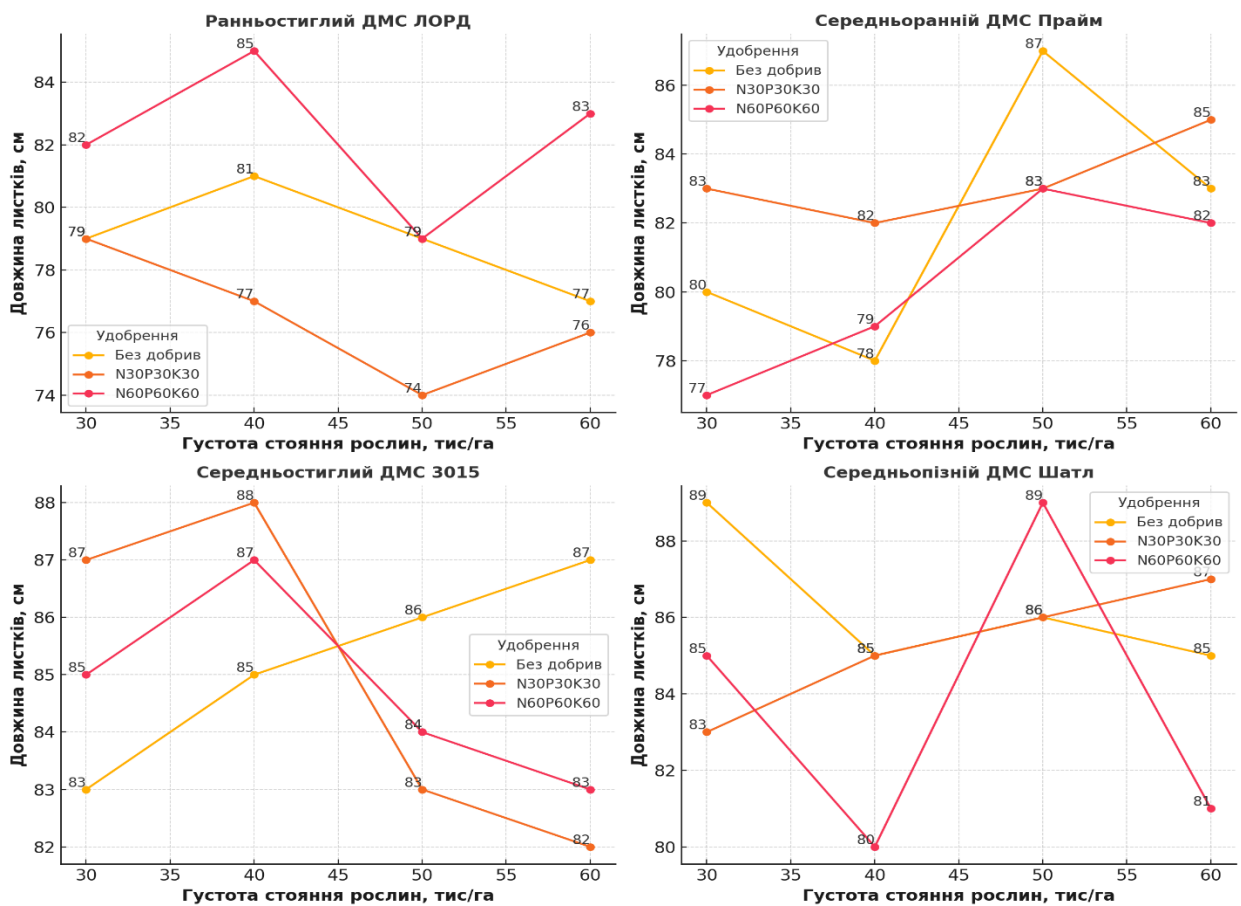 Ранньостиглий ДМС ЛОРД
Довжина листків, см
84
82
80
78
76
74
82
85
81
79
77
79
74
83
77
76
Удобрення
Без добрив
N30P30K30
N60P60K60
30 35 40 45 50 55 60
Густота стояння рослин, тис/га
Середньоранній ДМС Прайм
Довжина листків, см
86
84
82
80
78
Удобрення
Без добрив
N30P30K30
N60P60K60
83
80
77
82
79
78
87
83
85
83
82
30 35 40 45 50 55 60
Густота стояння рослин, тис/га
Середньостиглий ДМС 3015
Довжина листків, см
88
87
86
85
84
83
82
87
85
83
88
87
85
86
84
83
87
83
82
Удобрення
Без добрив
N30P30K30
N60P60K60
30 35 40 45 50 55 60
Густота стояння рослин, тис/га
Середньопізній ДМС Шатл
Довжина листків, см
88
86
84
82
80
89
85
83
85
80
89
86
87
85
81
Удобрення
Без добрив
N30P30K30
N60P60K60
30 35 40 45 50 55 60
Густота стояння рослин, тис/га